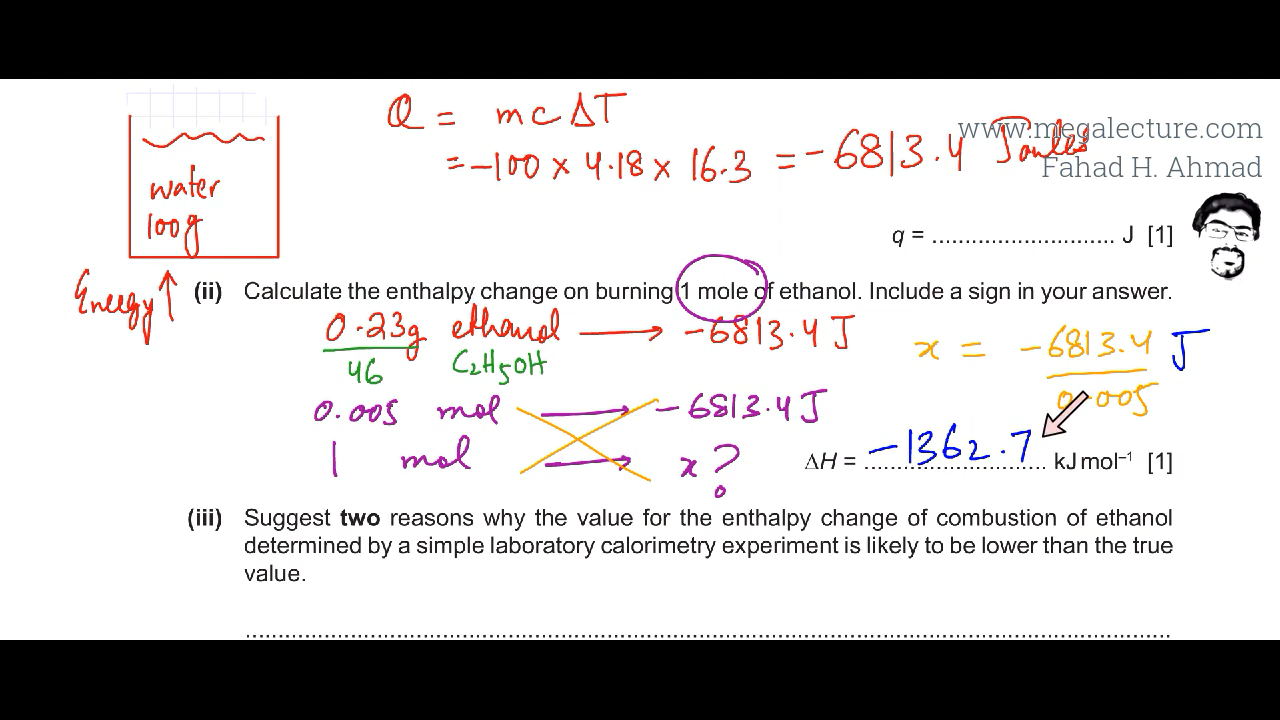 Q = mcΔT
www.megalecture.com
= -100 × 4.18 × 16.3 = -6813.4 Joules
Fahad H. Ahmad
water
100g
q = ............................ J [1]
Energy ↑
(ii) Calculate the enthalpy change on burning 1 mole of ethanol. Include a sign in your answer.
0.23g ethanol ⟶ -6813.4 J
46 C₂H₅OH
x = -6813.4 J
0.005
0.005 mol ⟶ -6813.4 J
1 mol ⟶ x ?
ΔH = -1362.7 kJ mol⁻¹ [1]
(iii) Suggest two reasons why the value for the enthalpy change of combustion of ethanol
determined by a simple laboratory calorimetry experiment is likely to be lower than the true
value.